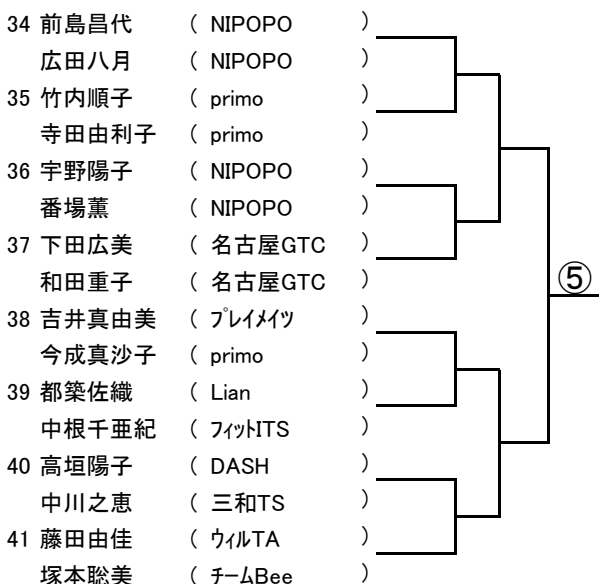 34 前島昌代 ( NIPOPO )
広田八月 ( NIPOPO )
35 竹内順子 ( primo )
寺田由利子 ( primo )
36 宇野陽子 ( NIPOPO )
番場薫 ( NIPOPO )
37 下田広美 ( 名古屋GTC )
和田重子 ( 名古屋GTC )
⑤
38 吉井真由美 ( プレイメイツ )
今成真沙子 ( primo )
39 都築佐織 ( Lian )
中根千亜紀 ( フィットITS )
40 高垣陽子 ( DASH )
中川之恵 ( 三和TS )
41 藤田由佳 ( ウィルTA )
塚本聡美 ( チームBee )